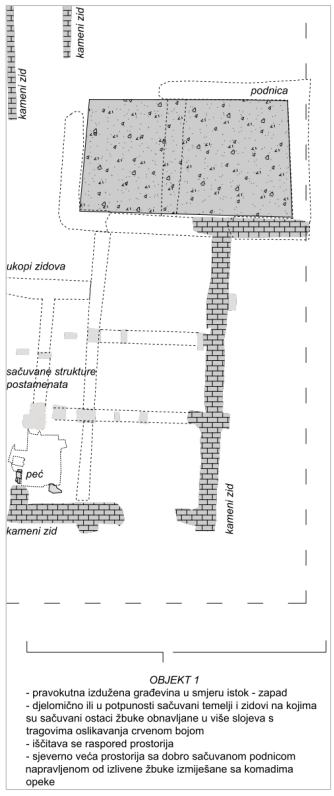 kameni zid
kameni zid
podnica
ukopi zidova
sačuvane strukture
postamenata
peć
kameni zid
kameni zid
OBJEKT 1
- pravokutna izdužena građevina u smjeru istok - zapad
- djelomično ili u potpunosti sačuvani temelji i zidovi na kojima
su sačuvani ostaci žbuke obnavljane u više slojeva s
tragovima oslikavanja crvenom bojom
- iščitava se raspored prostorija
- sjeverno veća prostorija sa dobro sačuvanom podnicom
napravljenom od izlivene žbuke izmiješane sa komadima
opeke